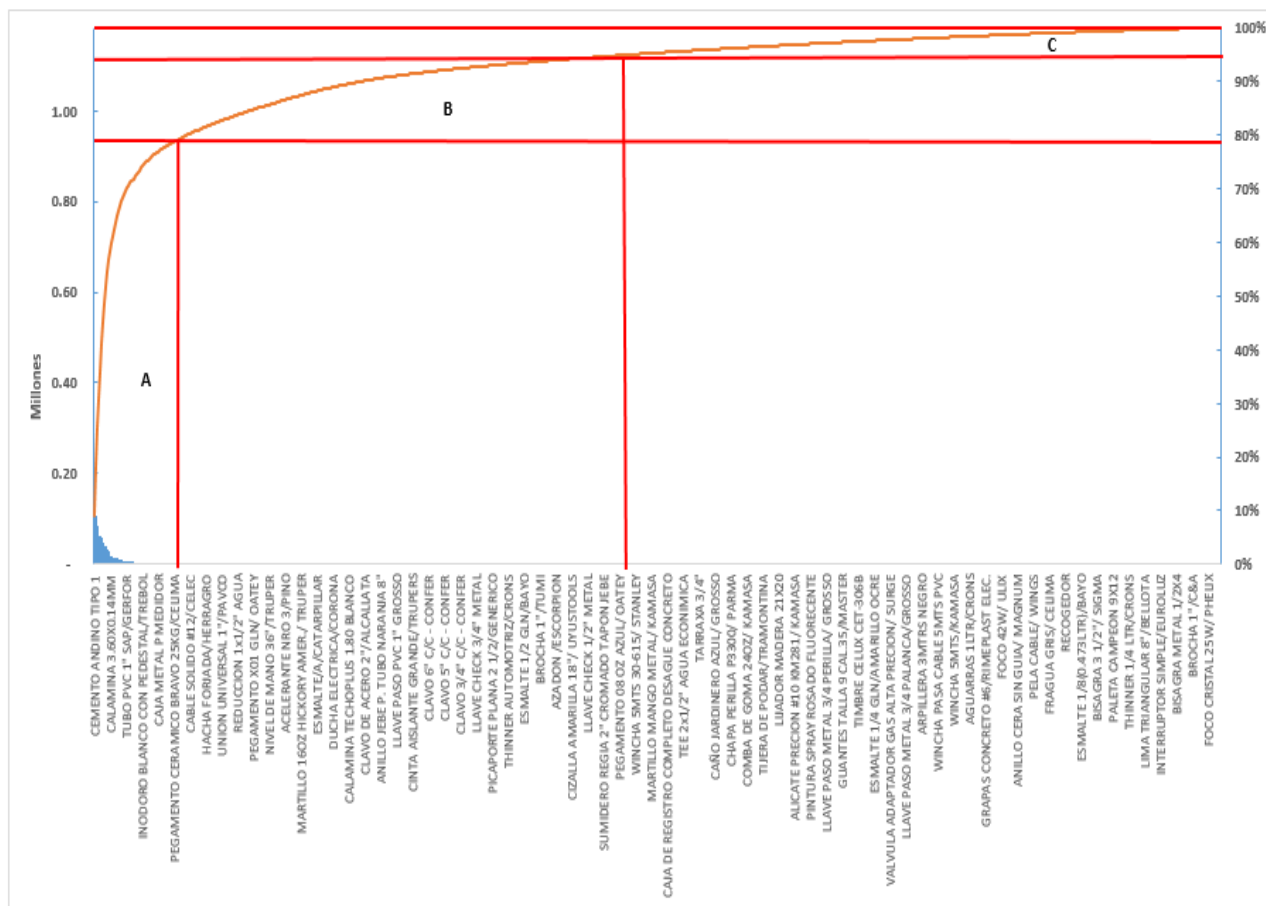 100%
C
90%
B
1.00
80%
0.80
70%
60%
0.60
50%
Millones
0.40
40%
A
30%
0.20
20%
10%
-
0%
CEMENTO ANDINO TIPO 1
CALAMINA 3.60X0.14MM
TUBO PVC 1" SAP/GERFOR
INODORO BLANCO CON PEDESTAL/TREBOL
CAJA METAL P MEDIDOR
PEGAMENTO CERAMICO BRAVO 25KG/CEUMA
CABLE SOLIDO #12/CELEC
HACHA FORJADA/HERRAGRO
UNION UNIVERSAL 1"/PAVCO
REDUCCION 1x1/2" AGUA
PEGAMENTO X01 GLN/ OATEY
NIVEL DE MANO 36"/TRUPER
ACELERANTE NRO 3/PINO
MARTILLO 16OZ HICKORY AMER./ TRUPER
ESMALTE/CATARPILLAR
DUCHA ELECTRICA/CORONA
CALAMINA TECHOPLUS 1.80 BLANCO
CLAVO DE ACERO 2"/ALCALLATA
ANILLO JEBE P. TUBO NARANJA 8"
LLAVE PASO PVC 1" GROSSO
CINTA AISLANTE GRANDE/TRUPERS
CLAVO 6" C/C - CONFER
CLAVO 5" C/C - CONFER
CLAVO 3/4" C/C - CONFER
LLAVE CHECK 3/4" METAL
PICAPORTE PLANA 2 1/2/GENERICO
THINNER AUTOMOTRIZ/CRONS
ESMALTE 1/2 GLN/BAYO
BROCHA 1" /TUMI
AZADON /ESCORPION
CIZALLA AMARILLA 18"/ UYUSTOOLS
LLAVE CHECK 1/2" METAL
SUMIDERO REGIA 2" CROMADO TAPONJEBE
PEGAMENTO 08 OZ AZUL/ OATEY
WINCHA 5MTS 30-615/ STANLEY
MARTILLO MANGO METAL/ KAMASA
CAJA DE REGISTRO COMPLETO DESAGUE CONCRETO
TEE 2x1/2" AGUA ECONIMICA
TARRAXA 3/4"
CAÑO JARDINERO AZUL/ GROSSO
CHAPA PERILLA P3300/ PARMA
COMBA DE GOMA 24OZ/ KAMASA
TIJERA DE PODAR/TRAMONTINA
LIJADOR MADERA 21X20
ALICATE PRECION #10 KM281/ KAMASA
PINTURA SPRAY ROSADO FLUORECENTE
LLAVE PASO METAL 3/4 PERILLA/ GROSSO
GUANTES TALLA 9 CAL.35/MASTER
TIMBRE CELUX CET-306B
ESMALTE 1/4 GLN/AMARILLO OCRE
VALVULA ADAPTADOR GAS ALTA PRECION/ SURGE
LLAVE PASO METAL 3/4 PALANCA/GROSSO
ARPILLERA 3MTRS NEGRO
WINCHA PASA CABLE 5MTS PVC
WINCHA 5MTS/KAMASA
AGUARRAS 1LTR/CRONS
GRAPAS CONCRETO #6/RIMEPLAST ELEC.
FOCO 42W/ ULIX
ANILLO CERA SIN GUIA/ MAGNUM
PELA CABLE/ WINGS
FRAGUA GRIS/ CEUMA
RECOGEDOR
ESMALTE 1/8(0.473LTR)/BAYO
BISAGRA 3 1/2"/ SIGMA
PALETA CAMPEON 9X12
THINNER 1/4 LTR/CRONS
LIMA TRIANGULAR 8"/BELLOTA
INTERRUPTOR SIMPLE/EUROLUZ
BISAGRA METAL 1/2X4
BROCHA 1"/C&A
FOCO CRISTAL 25W/ PHELIX